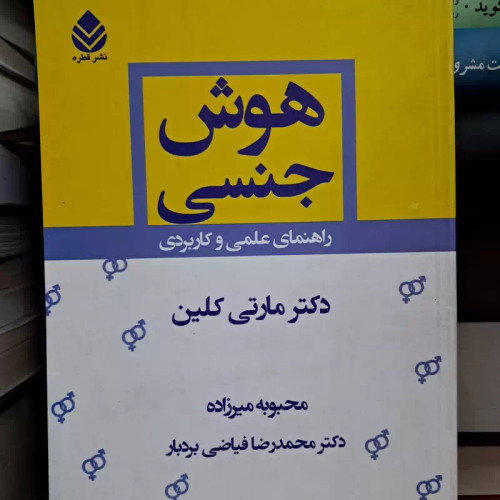 نشر قطره
هوش
جنسی
راهنمای علمی و کاربردی
دکتر مارتی کلین
محبوبه میرزاده
دکتر محمدرضا فیاضی بردبار